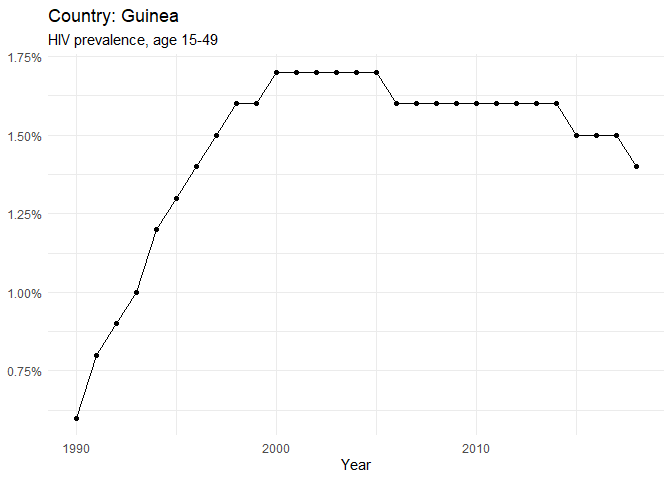 Country: Guinea
HIV prevalence, age 15-49
1.75%
1.50%
1.25%
1.00%
0.75%
1990 2000 2010
Year